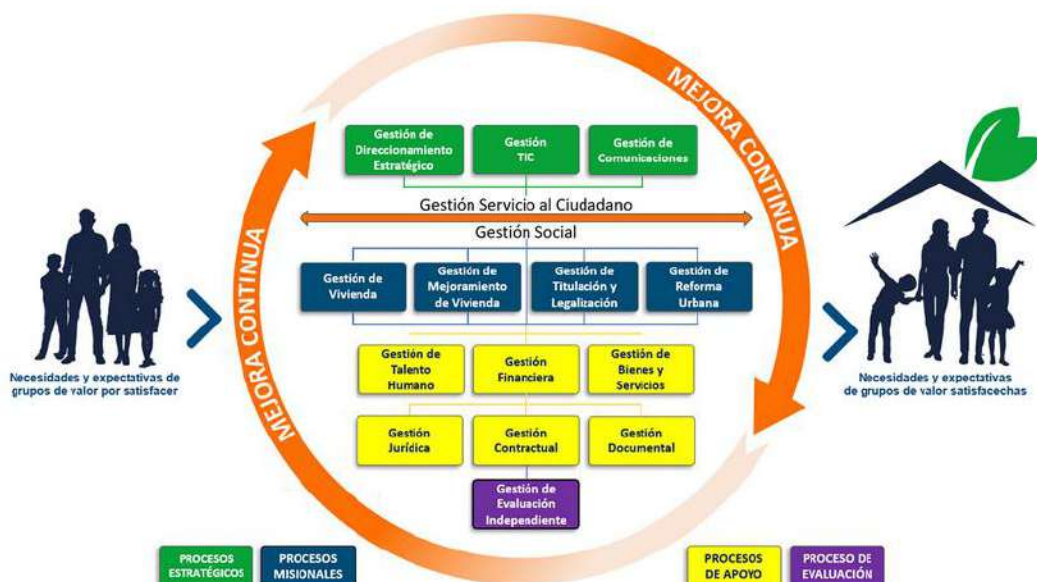 MEJORA CONTINUA
MEJORA CONTINUA
Gestión de
Direccionamiento
Estratégico
Gestión
TIC
Gestión de
Comunicaciones
Gestión Servicio al Ciudadano
Gestión Social
Gestión de
Vivienda
Gestión de
Mejoramiento
de Vivienda
Gestión de
Titulación y
Legalización
Gestión de
Reforma
Urbana
Necesidades y expectativas de
grupos de valor por satisfacer
Gestión de
Talento
Humano
Gestión
Financiera
Gestión de
Bienes y
Servicios
Necesidades y expectativas
de grupos de valor satisfacechas
Gestión
Jurídica
Gestión
Contractual
Gestión
Documental
Gestión de
Evaluación
Independiente
PROCESOS
ESTRATÉGICOS
PROCESOS
MISIONALES
PROCESOS
DE APOYO
PROCESO DE
EVALUACIÓN